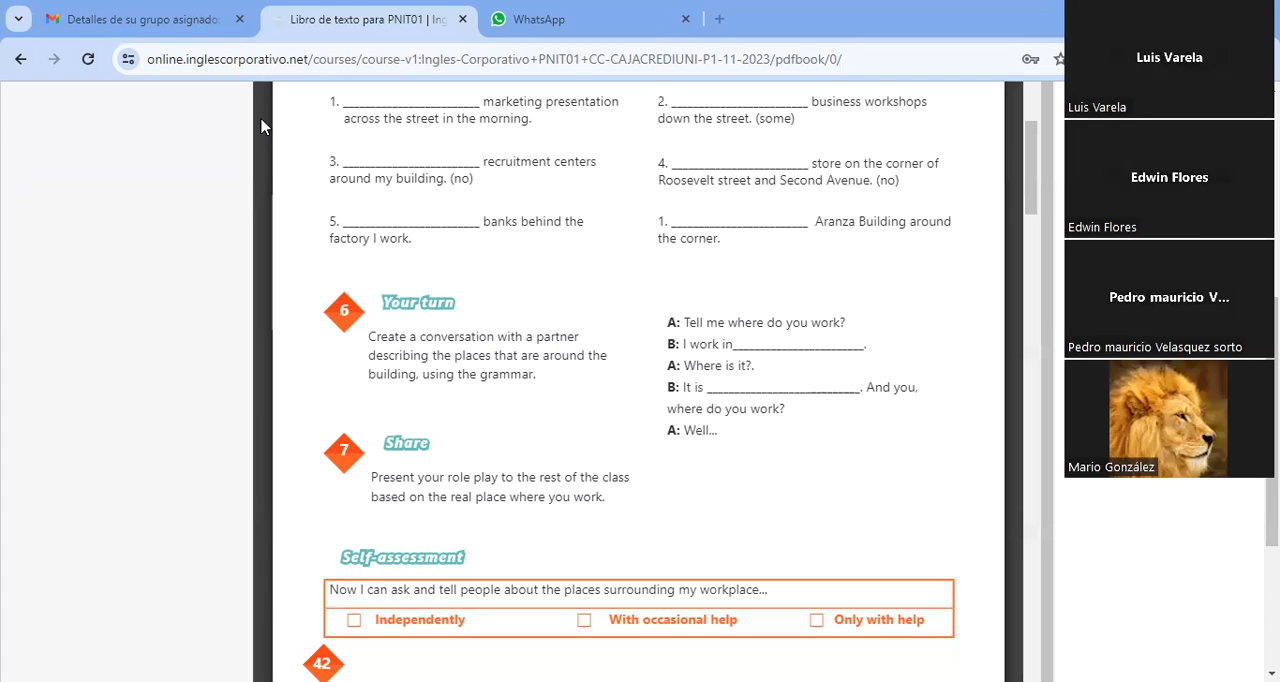 Detalles de su grupo asignado
Libro de texto para PNIT01 | Ing
WhatsApp
online.inglescorporativo.net/courses/course-v1:Ingles-Corporativo+PNIT01+CC-CAJACREDIUNI-P1-11-2023/pdfbook/0/
1. ________________________ marketing presentation
across the street in the morning.
2. ________________________ business workshops
down the street. (some)
3. ________________________ recruitment centers
around my building. (no)
4. ________________________ store on the corner of
Roosevelt street and Second Avenue. (no)
5. ________________________ banks behind the
factory I work.
1. ________________________ Aranza Building around
the corner.
6
Your turn
Create a conversation with a partner
describing the places that are around the
building, using the grammar.
A: Tell me where do you work?
B: I work in_______________________.
A: Where is it?.
B: It is ___________________________. And you,
where do you work?
A: Well...
7
Share
Present your role play to the rest of the class
based on the real place where you work.
Self-assessment
Now I can ask and tell people about the places surrounding my workplace...
Independently
With occasional help
Only with help
42
Luis Varela
Luis Varela
Edwin Flores
Edwin Flores
Pedro mauricio V...
Pedro mauricio Velasquez sorto
Mario González